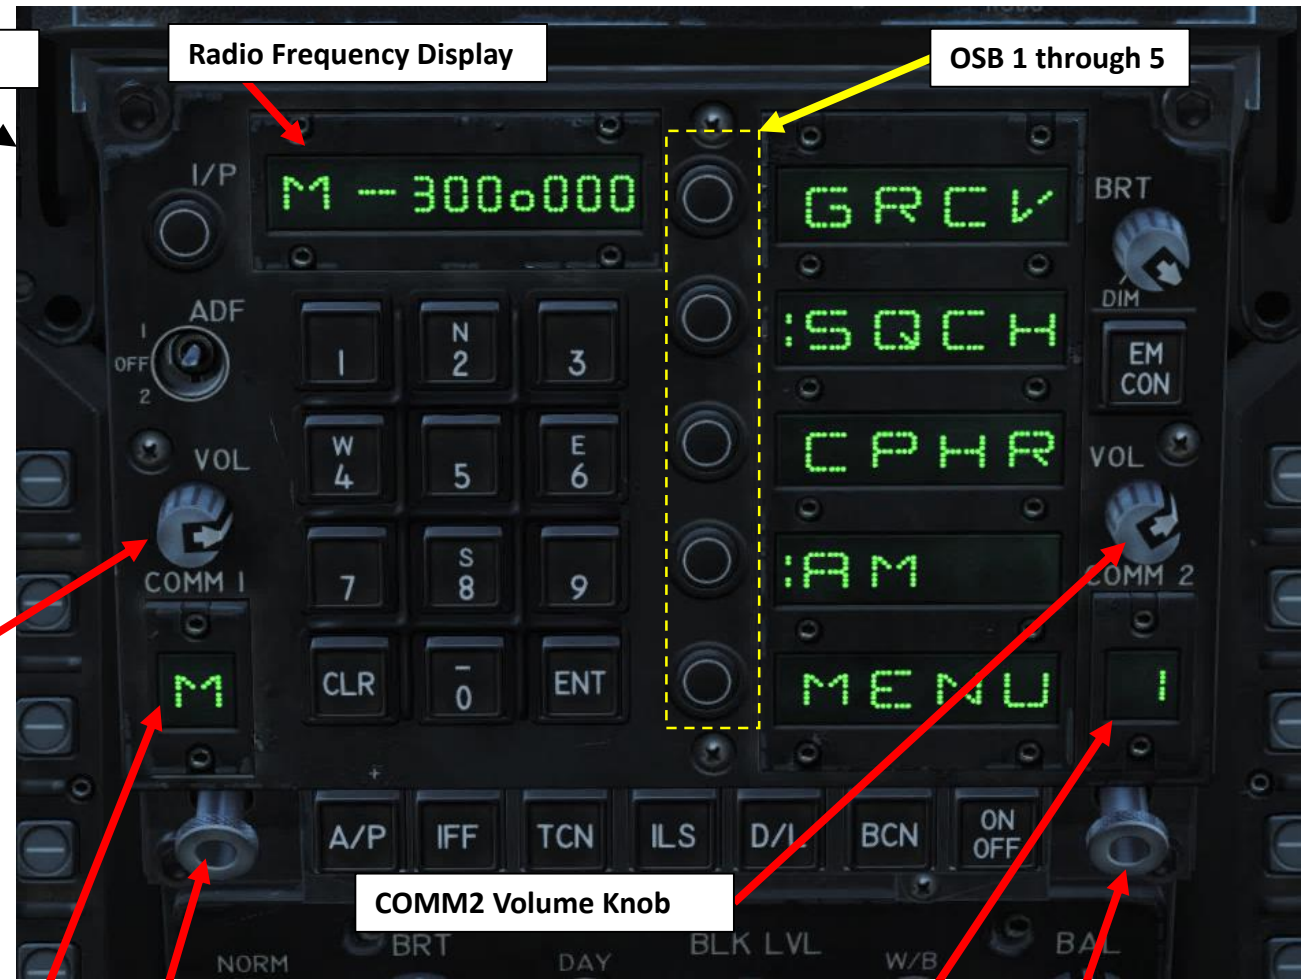 Radio Frequency Display
OSB 1 through 5
I/P
M--300o000
GRCV
BRT
DIM
ADF
1
OFF
2
:SQCH
EM
CON
1
N
2
3
VOL
CPHR
VOL
W
4
5
E
6
COMM 1
:AM
COMM 2
7
S
8
9
M
CLR
–
0
ENT
MENU
1
A/P
IFF
TCN
ILS
D/L
BCN
ON
OFF
COMM2 Volume Knob
NORM
BRT
DAY
BLK LVL
W/B
BAL